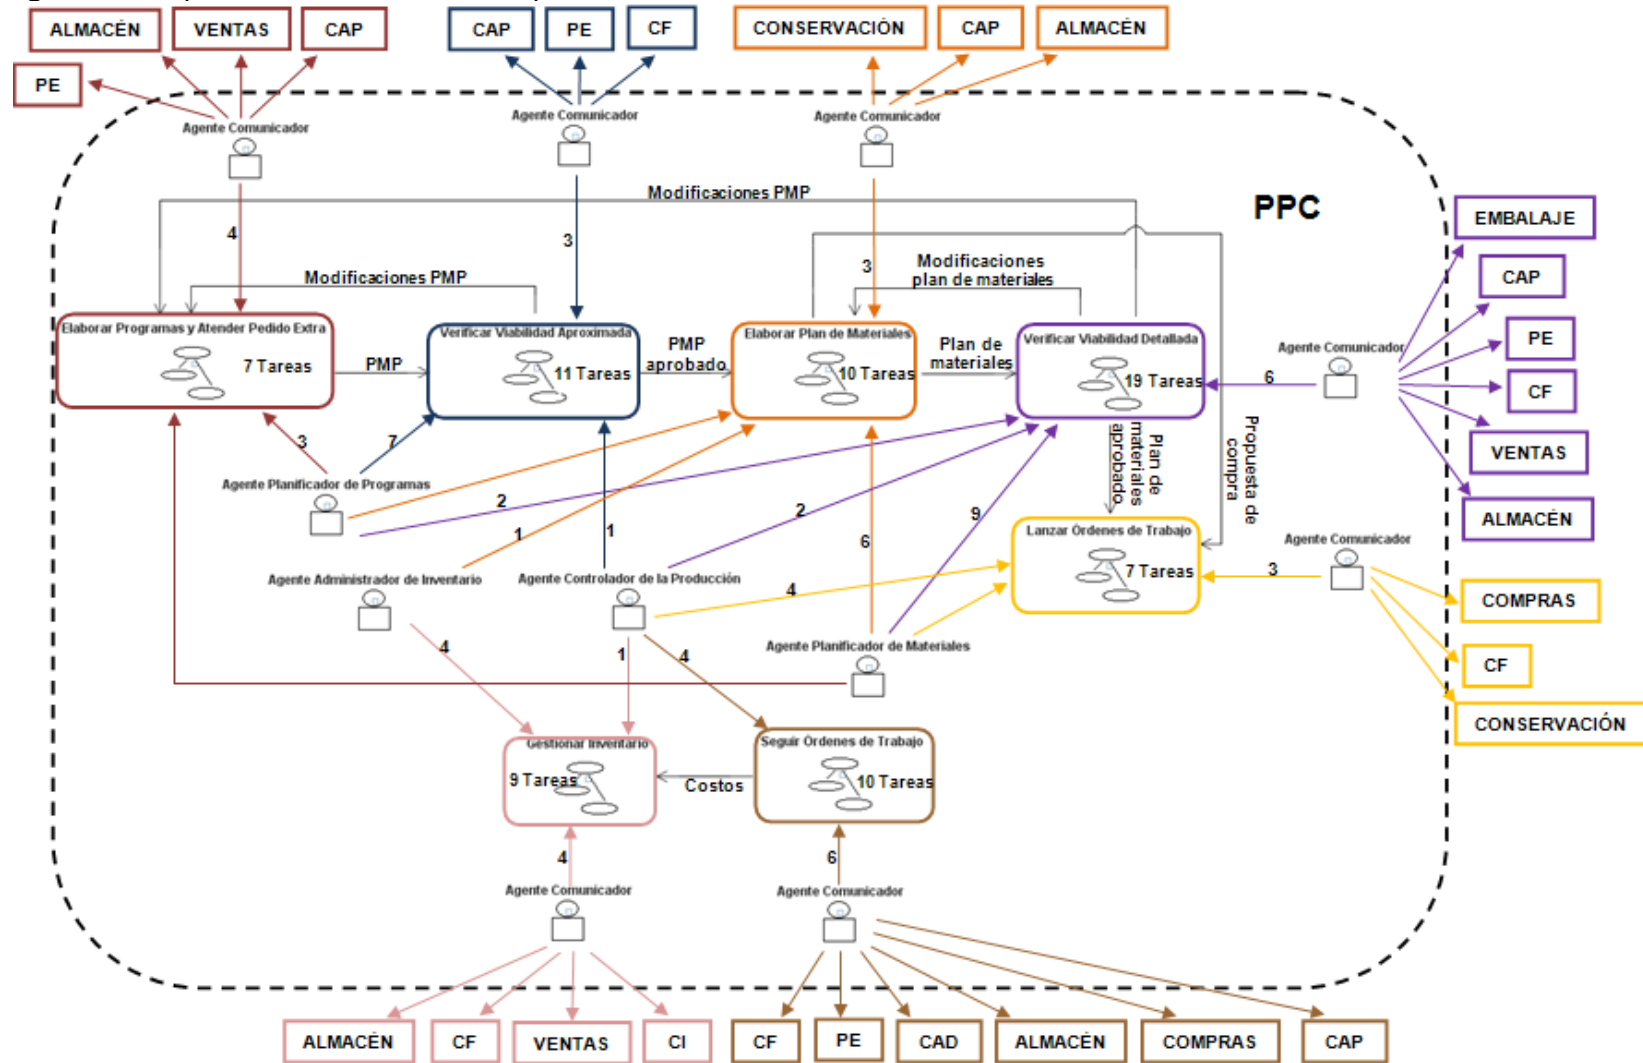 ALMACÉN
VENTAS
CAP
CAP
PE
CF
CONSERVACIÓN
CAP
ALMACÉN
PE
Agente Comunicador
Agente Comunicador
Agente Comunicador
Modificaciones PMP
PPC
EMBALAJE
4
3
3
Modificaciones PMP
Modificaciones
plan de materiales
CAP
Elaborar Programas y Atender Pedido Extra
7 Tareas
PMP
Verificar Viabilidad Aproximada
11 Tareas
PMP
aprobado
Elaborar Plan de Materiales
10 Tareas
Plan de
materiales
Verificar Viabilidad Detallada
19 Tareas
Agente Comunicador
6
PE
CF
VENTAS
ALMACÉN
3
7
Agente Planificador de Programas
2
1
1
2
6
9
Plan de
materiales
aprobado
Propuesta de
compra
Lanzar Órdenes de Trabajo
7 Tareas
Agente Comunicador
3
COMPRAS
CF
CONSERVACIÓN
Agente Administrador de Inventario
Agente Controlador de la Producción
4
Agente Planificador de Materiales
4
1
4
Gestionar Inventario
9 Tareas
Costos
Seguir Órdenes de Trabajo
10 Tareas
4
6
Agente Comunicador
Agente Comunicador
ALMACÉN
CF
VENTAS
CI
CF
PE
CAD
ALMACÉN
COMPRAS
CAP